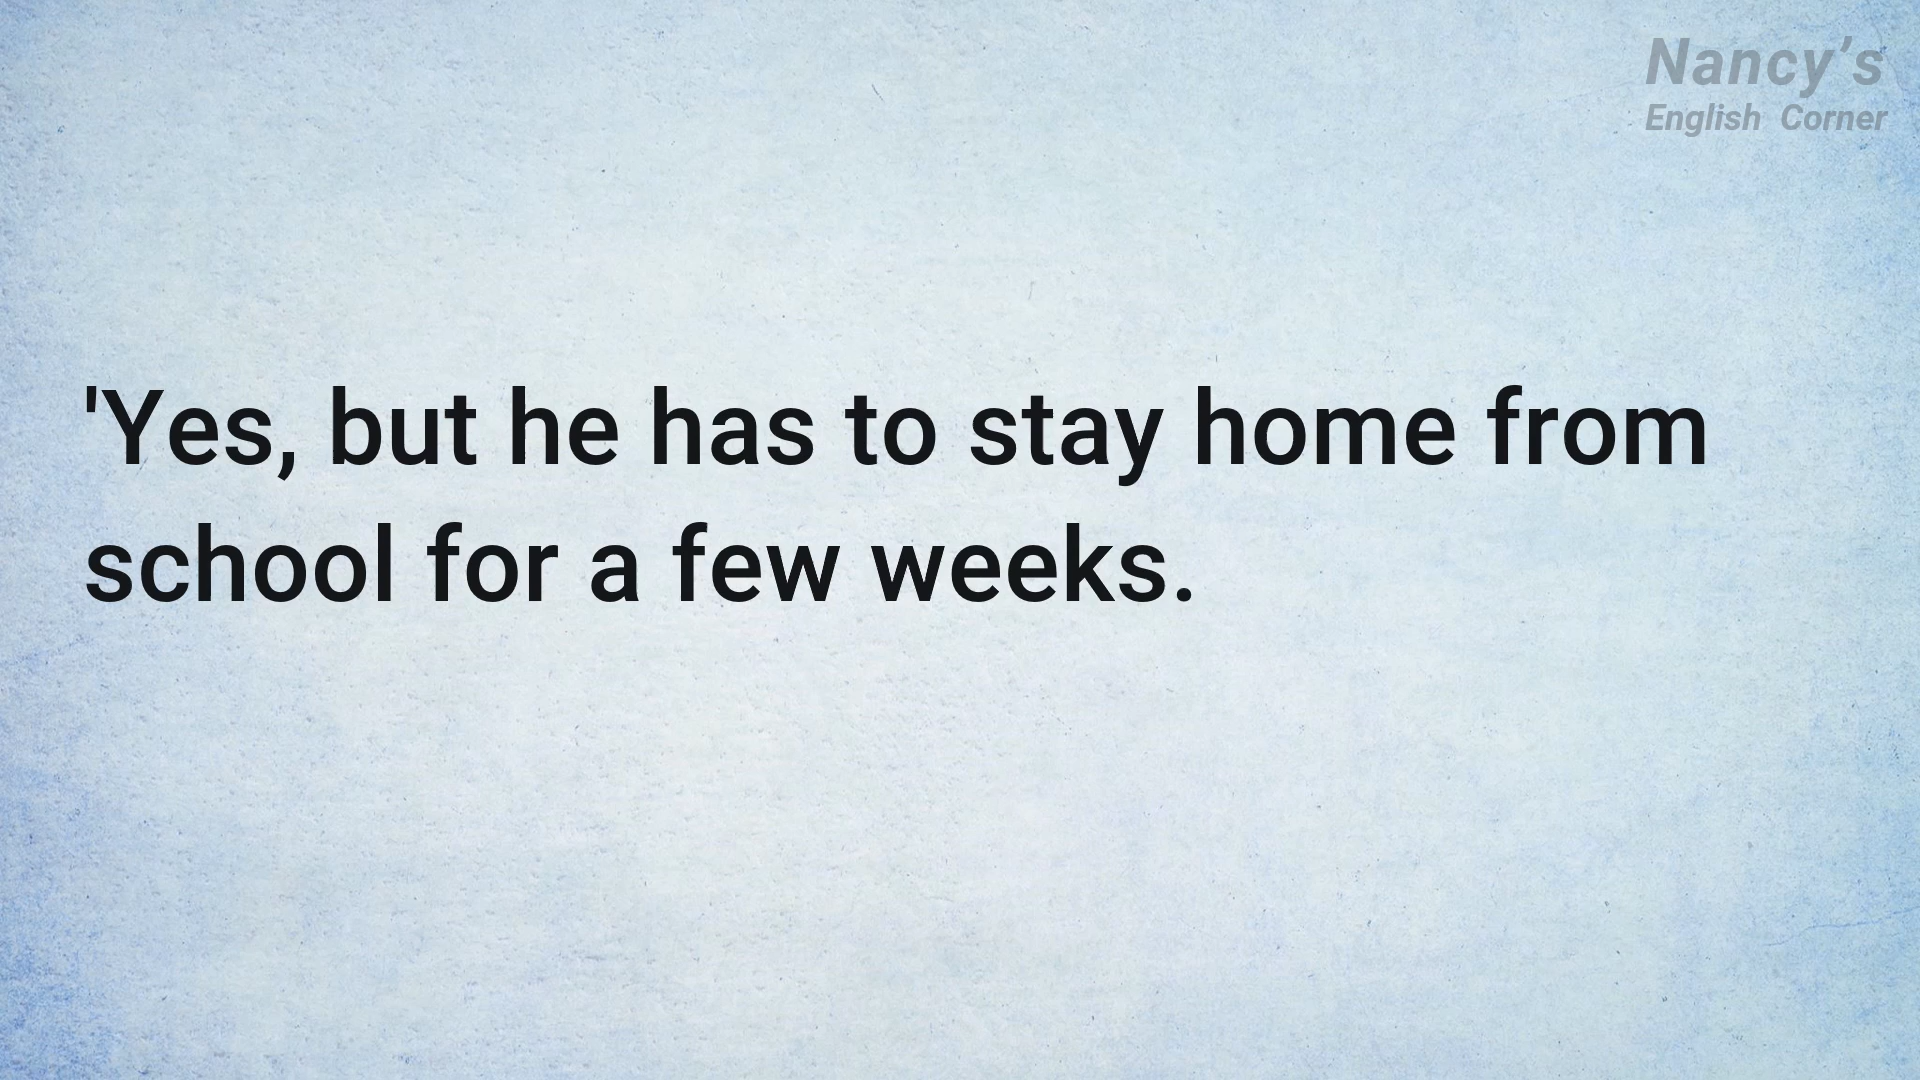 Nancy’s
English Corner
'Yes, but he has to stay home from
school for a few weeks.